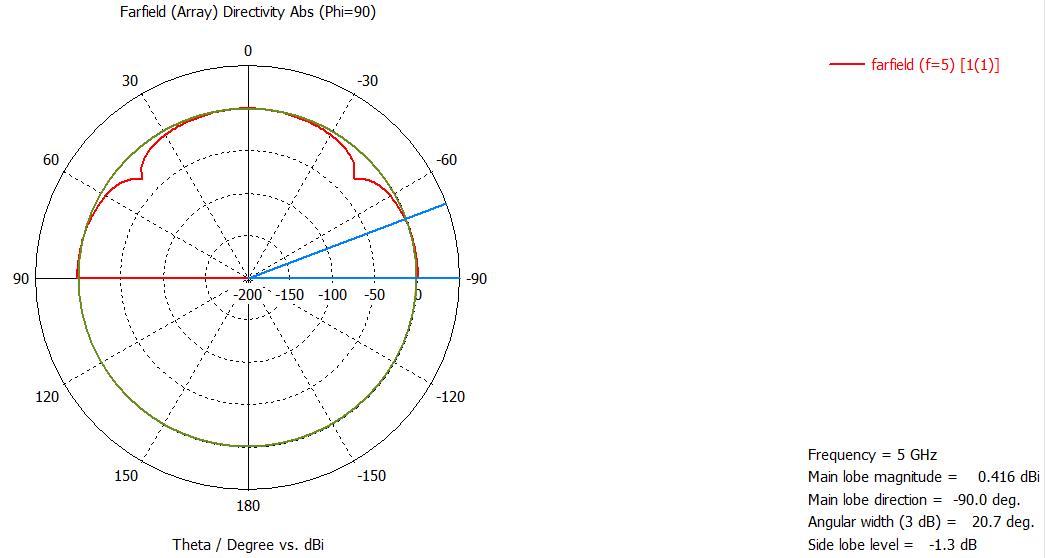 Farfield (Array) Directivity Abs (Phi=90)
0
30
-30
farfield (f=5) [1(1)]
60
-60
90
-90
-200
-150
-100
-50
0
120
-120
150
-150
180
Frequency = 5 GHz
Main lobe magnitude = 0.416 dBi
Main lobe direction = -90.0 deg.
Angular width (3 dB) = 20.7 deg.
Side lobe level = -1.3 dB
Theta / Degree vs. dBi